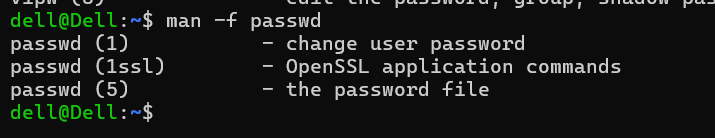 dell@Dell:~$ man -f passwd
passwd (1)           - change user password
passwd (1ssl)        - OpenSSL application commands
passwd (5)           - the password file
dell@Dell:~$